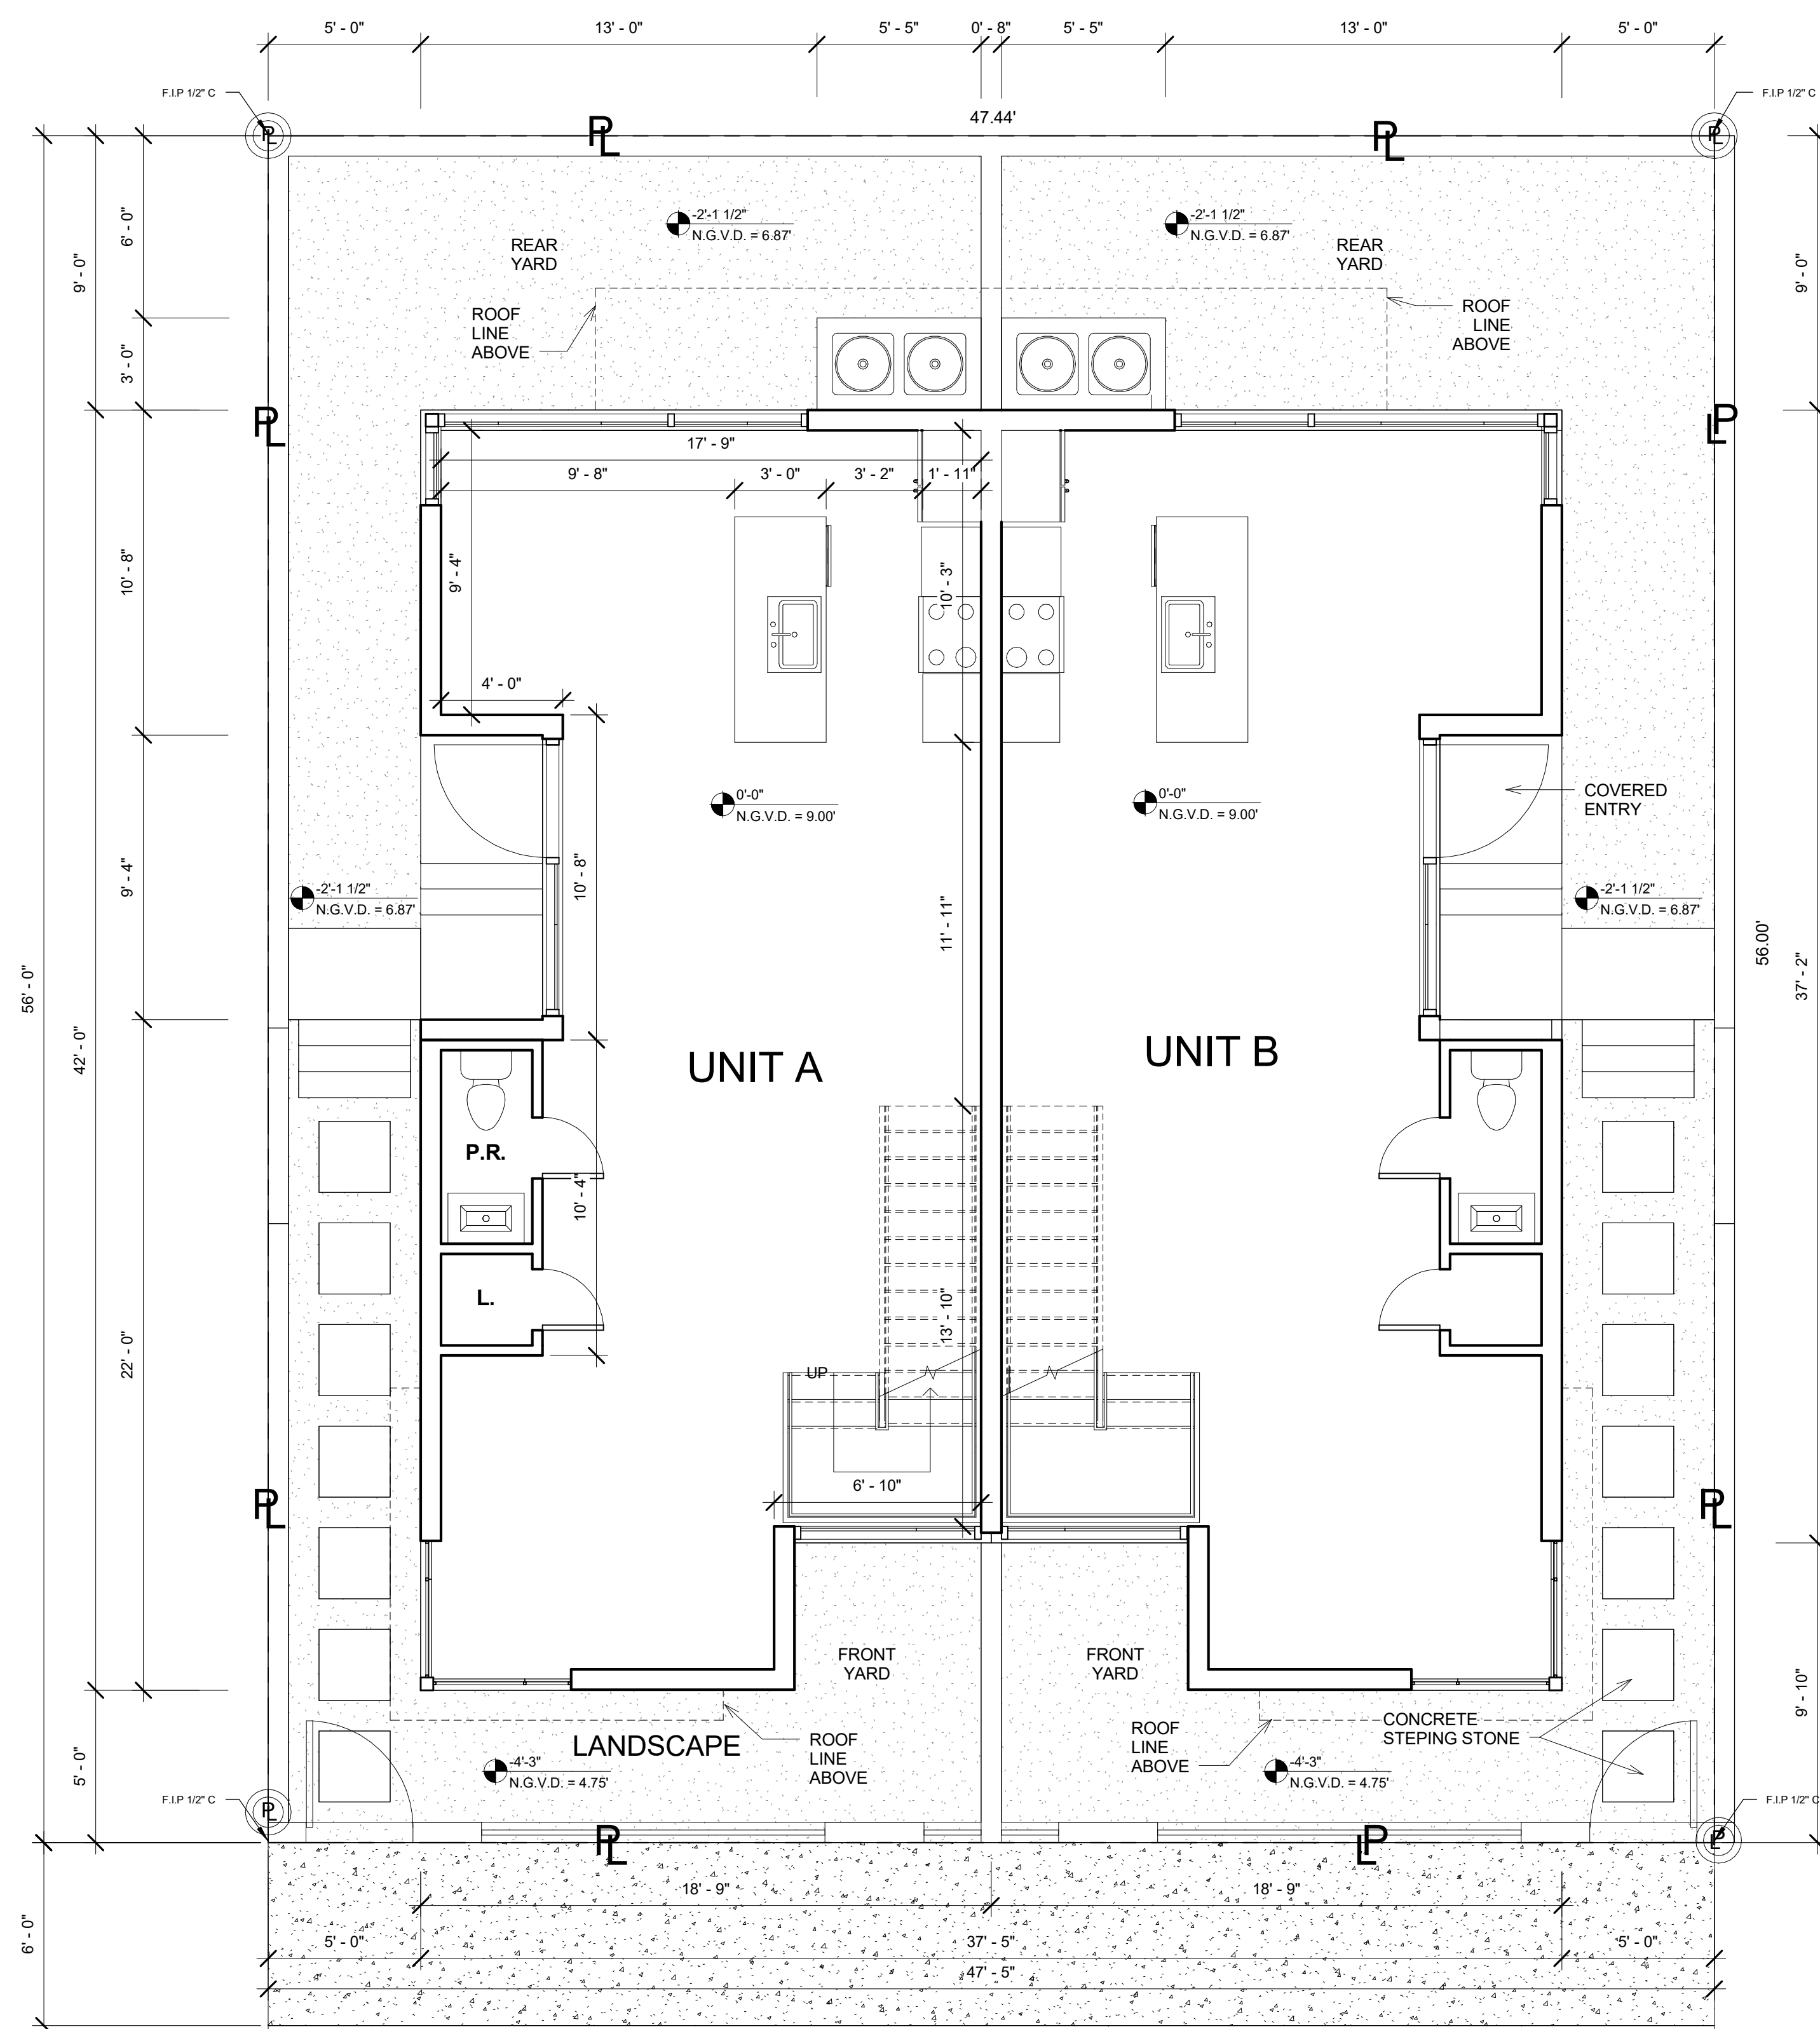 5' - 0"
13' - 0"
5' - 5"
0' - 8"
5' - 5"
13' - 0"
5' - 0"
F.I.P 1/2" C
F.I.P 1/2" C
47.44'
PL
PL
PL
PL
-2'-1 1/2"
N.G.V.D. = 6.87'
-2'-1 1/2"
N.G.V.D. = 6.87'
REAR
YARD
REAR
YARD
6' - 0"
9' - 0"
9' - 0"
ROOF
LINE
ABOVE
ROOF
LINE
ABOVE
3' - 0"
PL
PL
17' - 9"
9' - 8"
3' - 0"
3' - 2"
1' - 11"
10' - 8"
9' - 4"
10' - 3"
4' - 0"
0'-0"
N.G.V.D. = 9.00'
0'-0"
N.G.V.D. = 9.00'
COVERED
ENTRY
9' - 4"
10' - 8"
11' - 11"
-2'-1 1/2"
N.G.V.D. = 6.87'
-2'-1 1/2"
N.G.V.D. = 6.87'
56.00'
56' - 0"
37' - 2"
42' - 0"
UNIT A
UNIT B
P.R.
10' - 4"
L.
13' - 10"
22' - 0"
UP
6' - 10"
PL
PL
FRONT
YARD
FRONT
YARD
9' - 10"
LANDSCAPE
ROOF
LINE
ABOVE
ROOF
LINE
ABOVE
CONCRETE
STEPING STONE
-4'-3"
N.G.V.D. = 4.75'
-4'-3"
N.G.V.D. = 4.75'
5' - 0"
F.I.P 1/2" C
F.I.P 1/2" C
PL
PL
PL
PL
18' - 9"
18' - 9"
6' - 0"
5' - 0"
37' - 5"
5' - 0"
47' - 5"